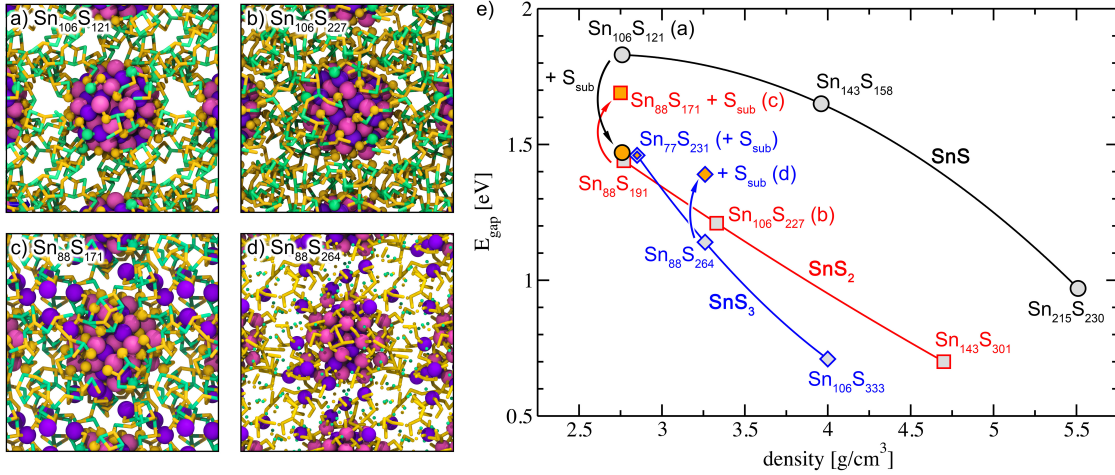 a) Sn106S121
b) Sn106S227
c) Sn88S171
d) Sn88S264
e)
2
1.5
1
0.5
Egap [eV]
2.5 3 3.5 4 4.5 5 5.5
density [g/cm3]
Sn106S121 (a)
+ Ssub
Sn143S158
Sn88S171 + Ssub (c)
Sn77S231 (+ Ssub)
SnS
+ Ssub (d)
Sn88S191
Sn106S227 (b)
Sn88S264
SnS2
SnS3
Sn215S230
Sn143S301
Sn106S333